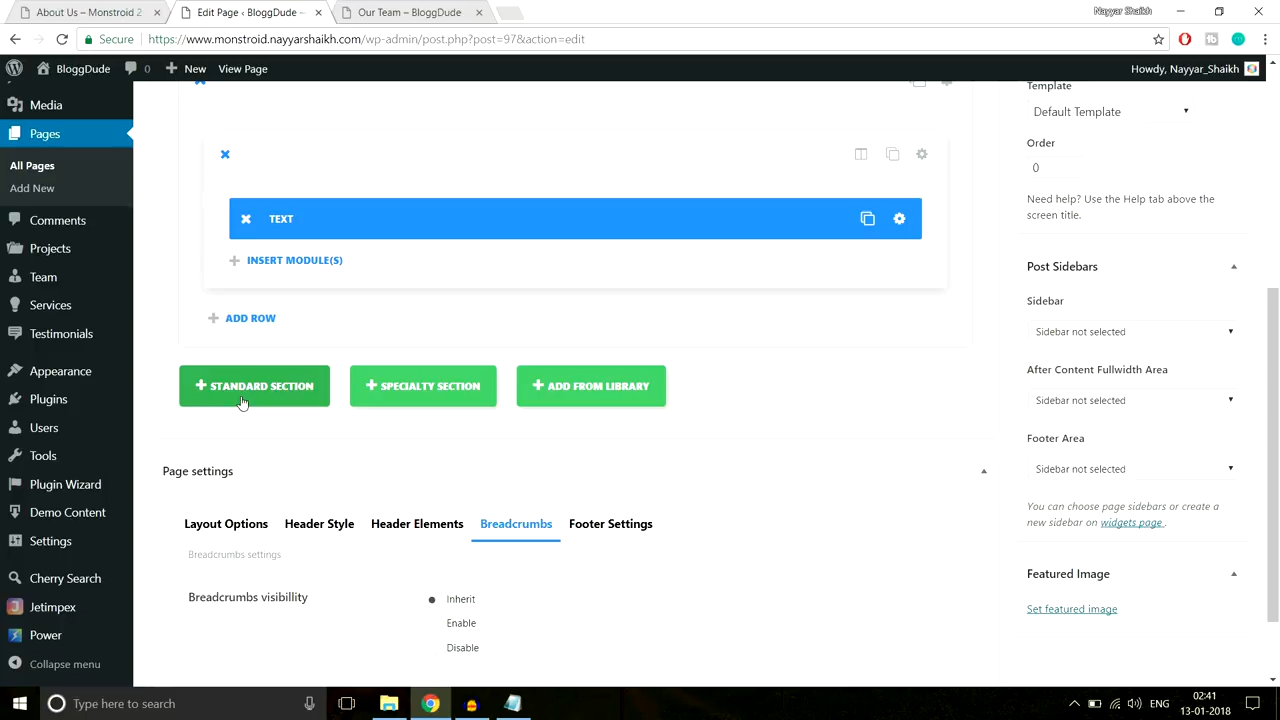 About Us – Monstroid 2
Edit Page ‹ BloggDude —
Our Team – BloggDude
Nayyar Shaikh
Secure
https://www.monstroid.nayyarshaikh.com/wp-admin/post.php?post=97&action=edit
BloggDude
0
New
View Page
Howdy, Nayyar_Shaikh
Media
Pages
All Pages
Add New
Comments
Projects
Team
Services
Testimonials
Appearance
Plugins
Users
Tools
Plugin Wizard
Demo Content
Settings
Cherry Search
Jetimpex
Power
Collapse menu
TEXT
INSERT MODULE(S)
ADD ROW
STANDARD SECTION
SPECIALTY SECTION
ADD FROM LIBRARY
Page settings
Layout Options
Header Style
Header Elements
Breadcrumbs
Footer Settings
Breadcrumbs settings
Breadcrumbs visibillity
Inherit
Enable
Disable
Template
Default Template
Order
0
Need help? Use the Help tab above the
screen title.
Post Sidebars
Sidebar
Sidebar not selected
After Content Fullwidth Area
Sidebar not selected
Footer Area
Sidebar not selected
You can choose page sidebars or create a
new sidebar on widgets page .
Featured Image
Set featured image
Type here to search
ENG
02:41
13-01-2018